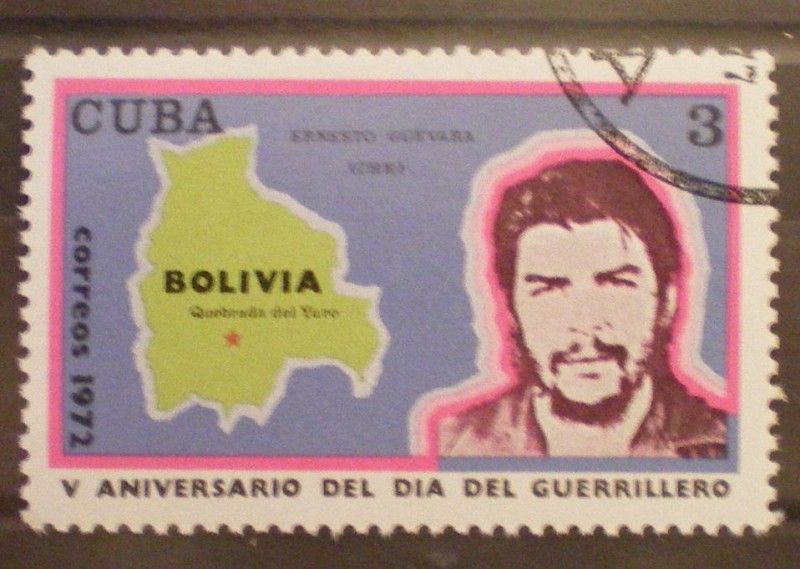 CUBA
ERNESTO GUEVARA
(CHE)
3
BOLIVIA
Quebrada del Yuro
correos 1972
V ANIVERSARIO DEL DIA DEL GUERRILLERO